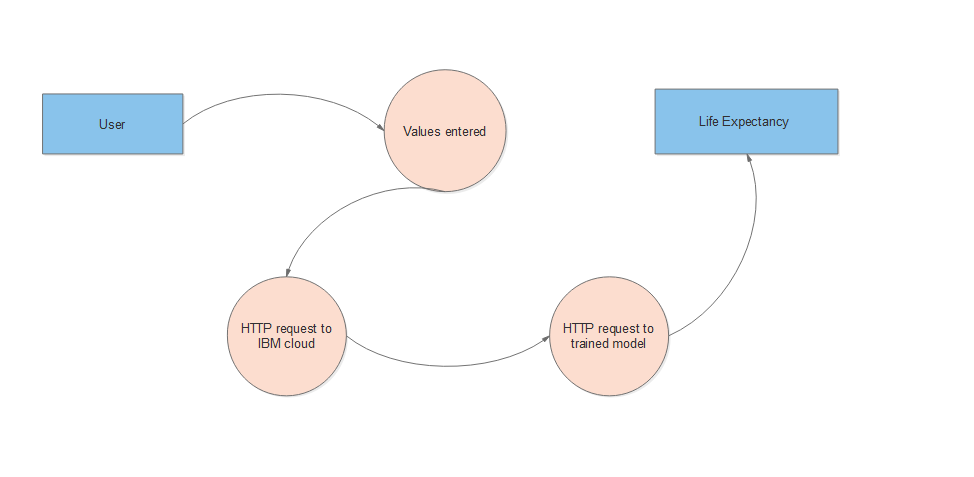 User
Values entered
Life Expectancy
HTTP request to
IBM cloud
HTTP request to
trained model